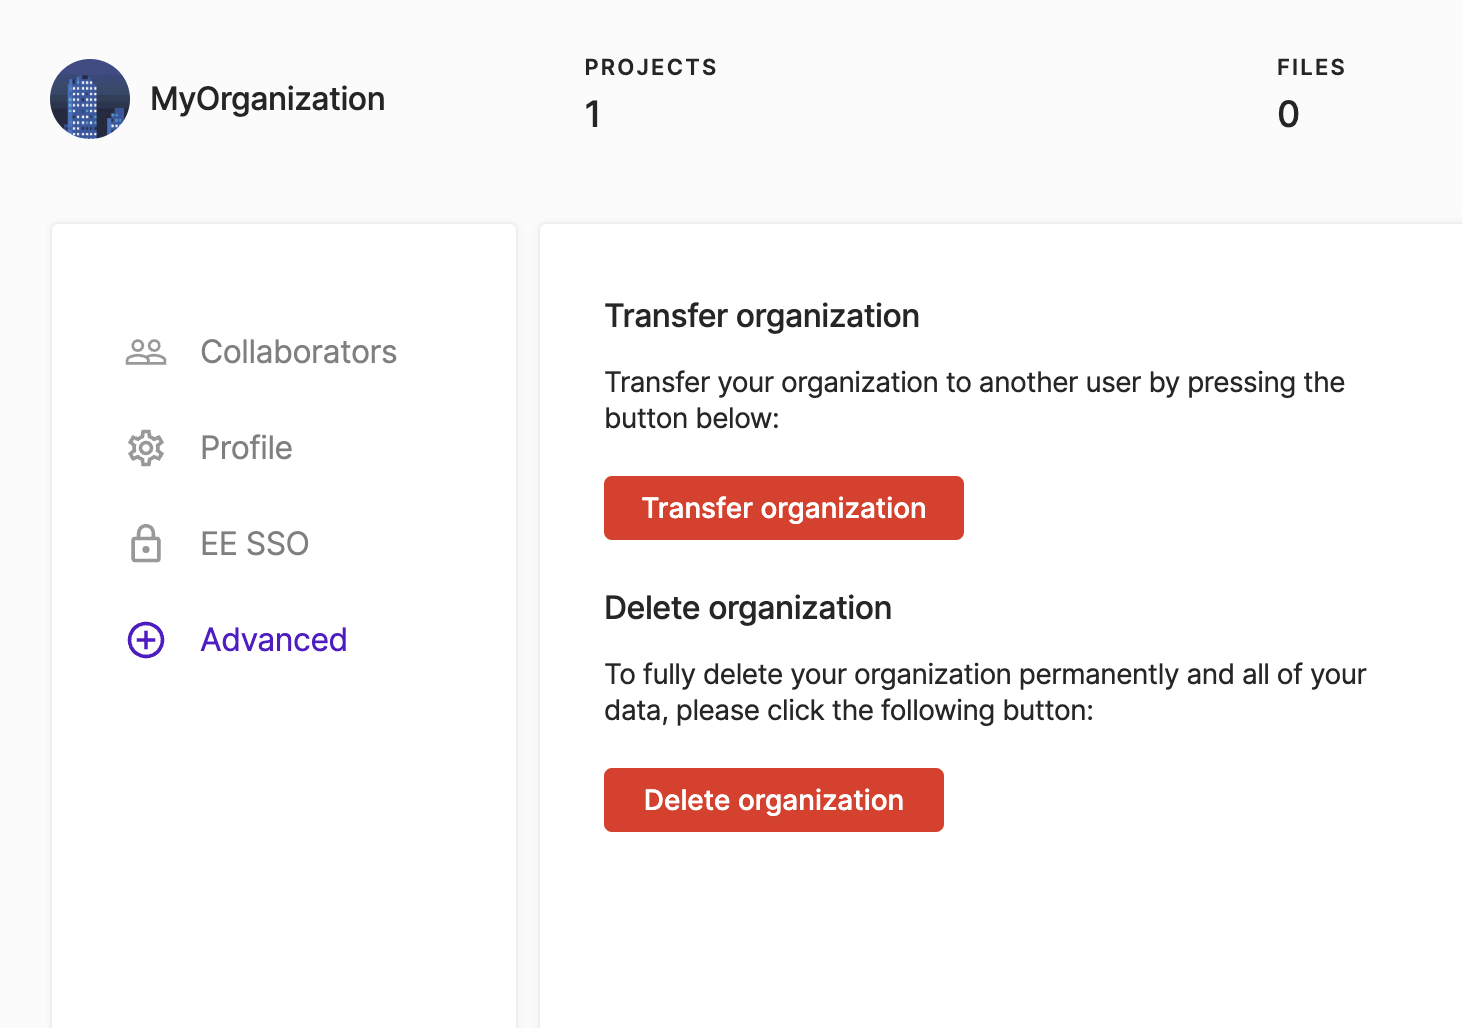 MyOrganization
PROJECTS
1
FILES
0
Collaborators
Profile
EE SSO
Advanced
Transfer organization
Transfer your organization to another user by pressing the
button below:
Transfer organization
Delete organization
To fully delete your organization permanently and all of your
data, please click the following button:
Delete organization